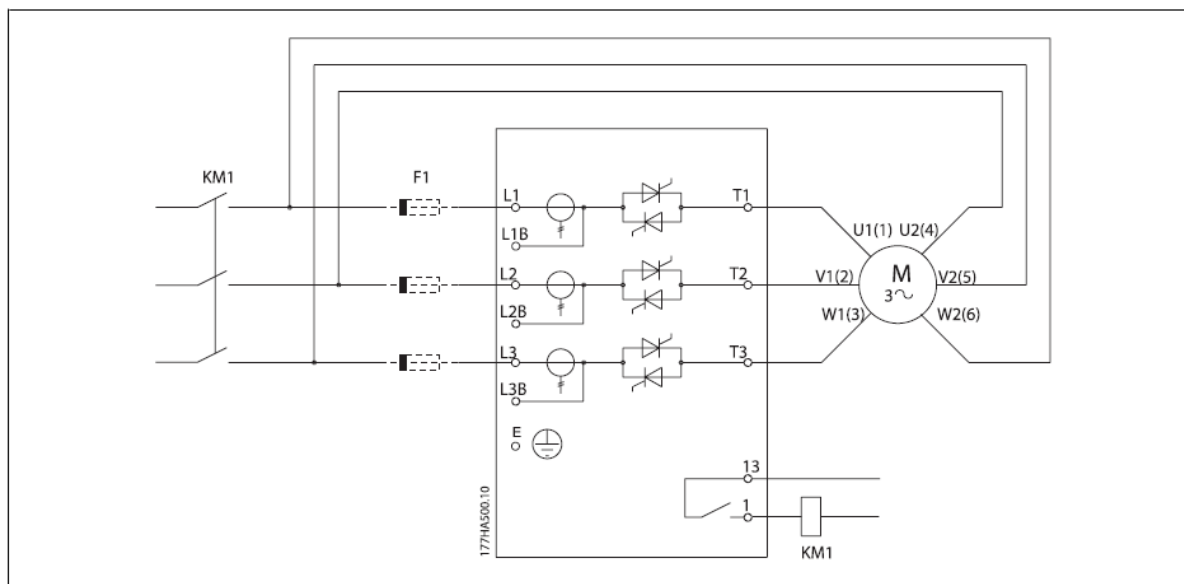 KM1
F1
L1
T1
L1B
U1(1) U2(4)
L2
T2
V1(2)
M
3~
V2(5)
L2B
W1(3)
W2(6)
L3
T3
L3B
E
13
1
KM1
177HA500.10